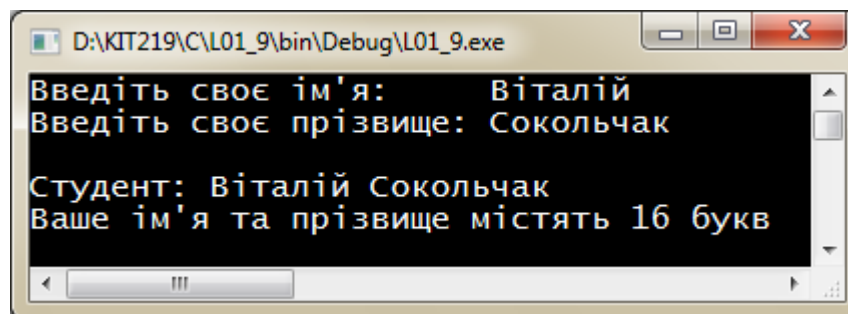 D:\KIT219\C\L01_9\bin\Debug\L01_9.exe
Введіть своє ім'я:     Віталій
Введіть своє прізвище: Сокольчак
Студент: Віталій Сокольчак
Ваше ім'я та прізвище містять 16 букв